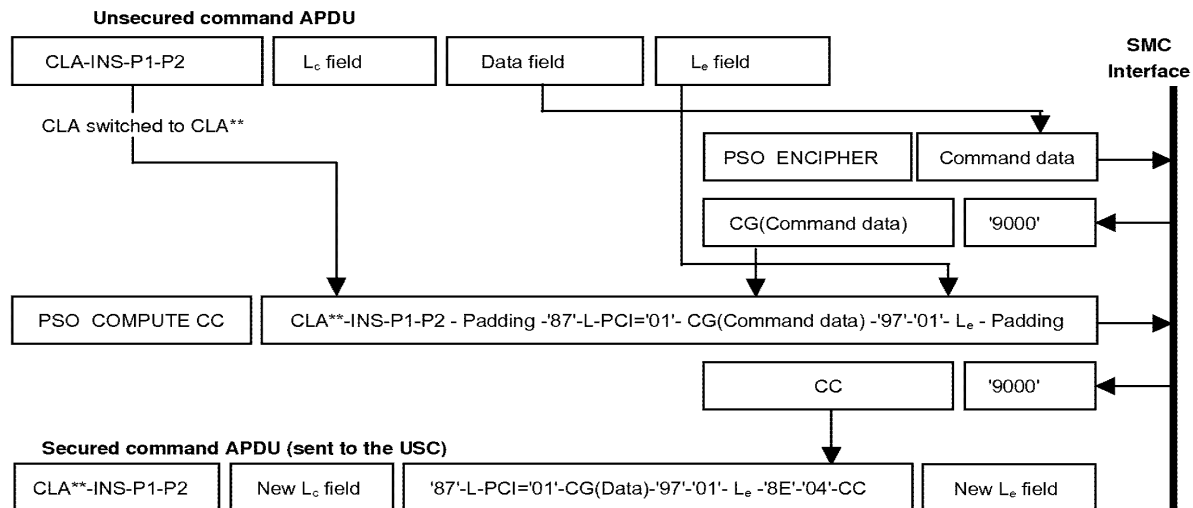 Unsecured command APDU
CLA-INS-P1-P2
Lc field
Data field
Le field
SMC
Interface
CLA switched to CLA**
PSO ENCIPHER
Command data
CG(Command data)
'9000'
PSO COMPUTE CC
CLA**-INS-P1-P2 - Padding -'87'-L-PCI='01'- CG(Command data) -'97'-'01'- Le - Padding
CC
'9000'
Secured command APDU (sent to the USC)
CLA**-INS-P1-P2
New Lc field
'87'-L-PCI='01'-CG(Data)-'97'-'01'- Le -'8E'-'04'-CC
New Le field